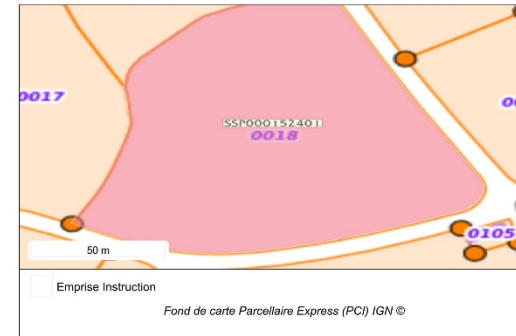 0017
SSP000152401
0018
0105
50 m
Emprise Instruction
Fond de carte Parcellaire Express (PCI) IGN ©